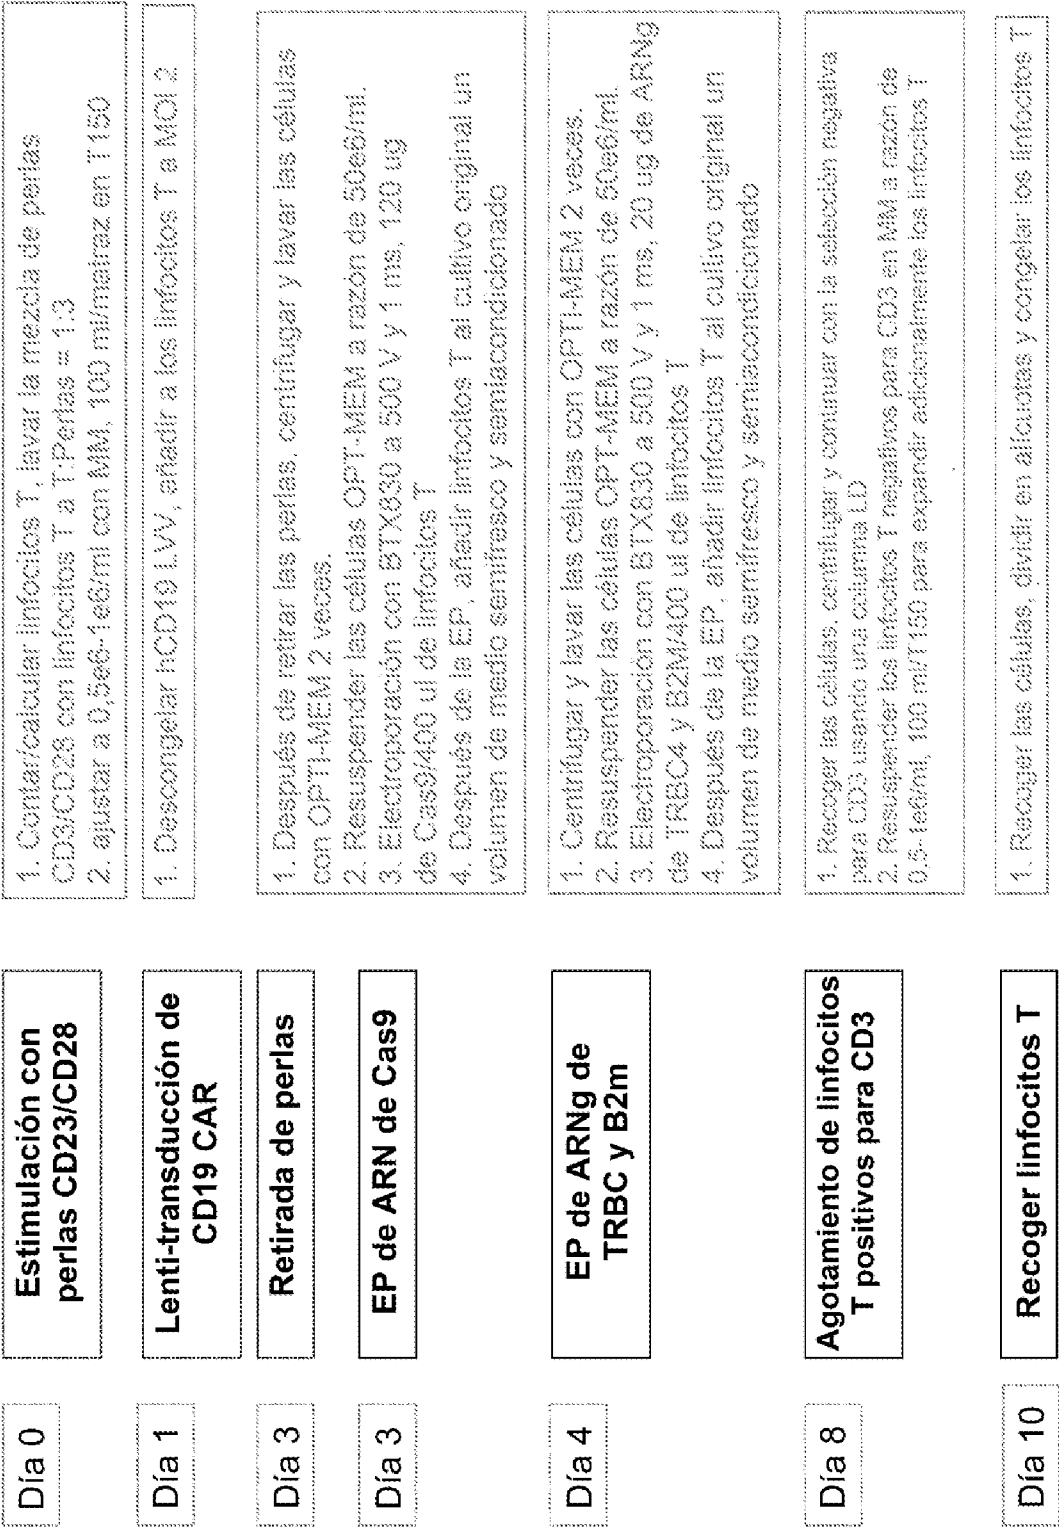 Día 0
Estimulación con
perlas CD23/CD28
1. Contar/calcular linfocitos T, lavar la mezcla de perlas
CD3/CD28 con linfocitos T a T:Perlas = 1:3
2. ajustar a 0,5e6-1e6/ml con MM, 100 ml/matraz en T150
Día 1
Lenti-transducción de
CD19 CAR
1. Descongelar hCD19 LVV, añadir a los linfocitos T a MOI 2
Día 3
Retirada de perlas
Día 3
EP de ARN de Cas9
1. Después de retirar las perlas, centrifugar y lavar las células
con OPTI-MEM 2 veces.
2. Resuspender las células OPT-MEM a razón de 50e6/ml.
3. Electroporación con BTX830 a 500 V y 1 ms, 120 ug
de Cas9/400 ul de linfocitos T
4. Después de la EP, añadir linfocitos T al cultivo original un
volumen de medio semifresco y semiacondicionado
Día 4
EP de ARNg de
TRBC y B2m
1. Centrifugar y lavar las células con OPTI-MEM 2 veces.
2. Resuspender las células OPT-MEM a razón de 50e6/ml.
3. Electroporación con BTX830 a 500 V y 1 ms, 20 ug de ARNg
de TRBC4 y B2M/400 ul de linfocitos T
4. Después de la EP, añadir linfocitos T al cultivo original un
volumen de medio semifresco y semiacondicionado
Día 8
Agotamiento de linfocitos
T positivos para CD3
1. Recoger las células, centrifugar y continuar con la selección negativa
para CD3 usando una columna LD
2. Resuspender los linfocitos T negativos para CD3 en MM a razón de
0,5-1e6/ml, 100 ml/T150 para expandir adicionalmente los linfocitos T
Día 10
Recoger linfocitos T
1. Recoger las células, dividir en alícuotas y congelar los linfocitos T